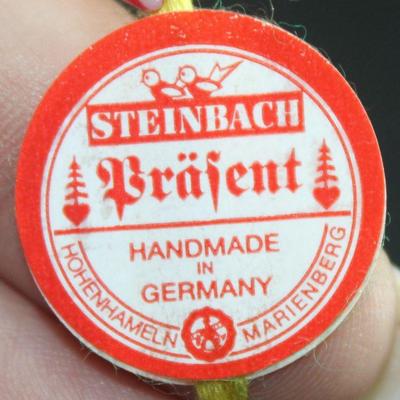 STEINBACH
Präſent
HANDMADE
IN
GERMANY
HOHENHAMELN MARIENBERG